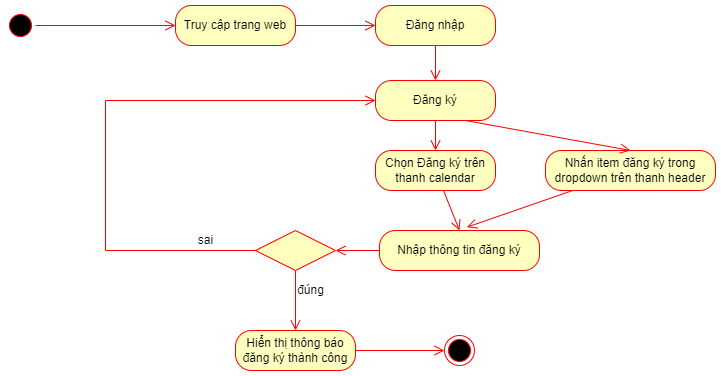 Truy cập trang web
Đăng nhập
Đăng ký
Chọn Đăng ký trên
thanh calendar
Nhấn item đăng ký trong
dropdown trên thanh header
Nhập thông tin đăng ký
sai
đúng
Hiển thị thông báo
đăng ký thành công